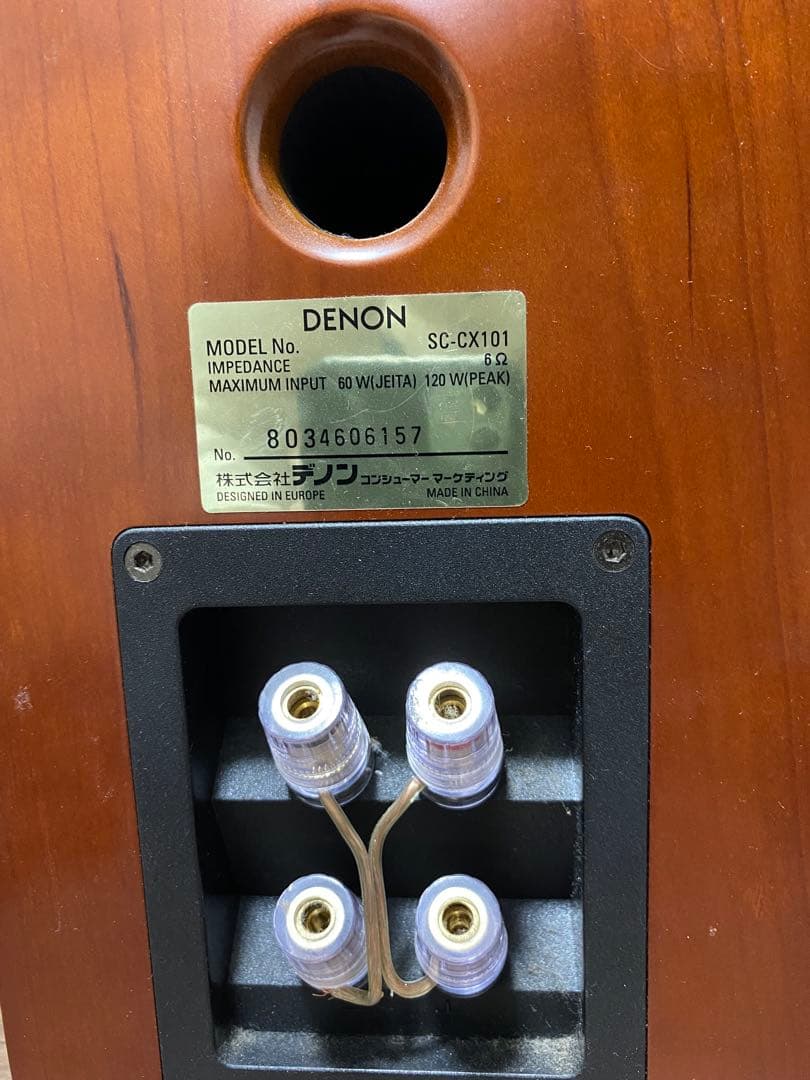 DENON
MODEL No. SC-CX101
IMPEDANCE 6Ω
MAXIMUM INPUT 60 W(JEITA) 120 W(PEAK)
No. 8034606157
株式会社デノン コンシューマー マーケティング
DESIGNED IN EUROPE MADE IN CHINA